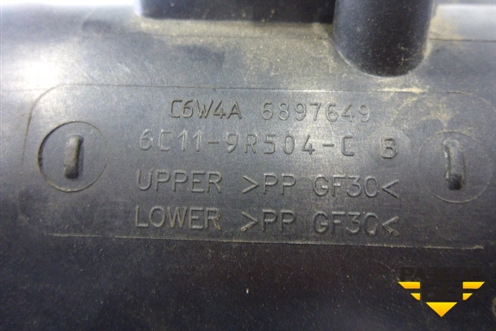 C6W4A 6897649
6C11-9R504-C B
UPPER >PP GF30<
LOWER >PP GF30<